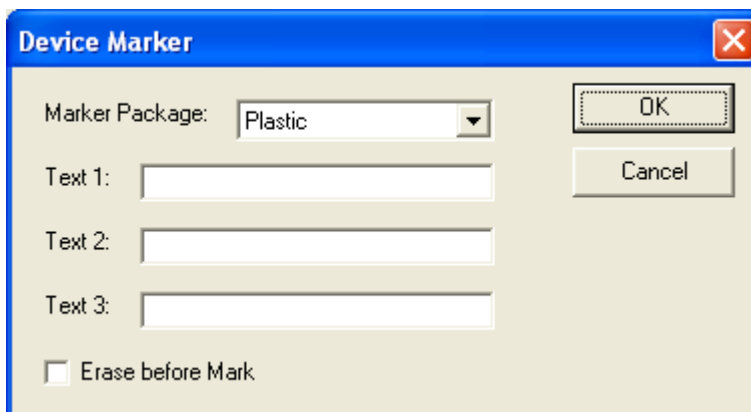 Device Marker
Marker Package: Plastic OK
Text 1: Cancel
Text 2:
Text 3:
Erase before Mark